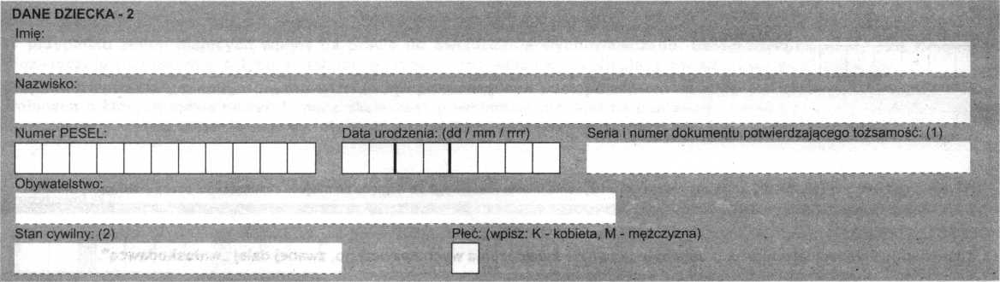 DANE DZIECKA - 2
Imię:
Nazwisko:
Numer PESEL: Data urodzenia: (dd / mm / rrrr) Seria i numer dokumentu potwierdzającego tożsamość: (1)
Obywatelstwo:
Stan cywilny: (2) Płeć: (wpisz: K - kobieta, M - mężczyzna)